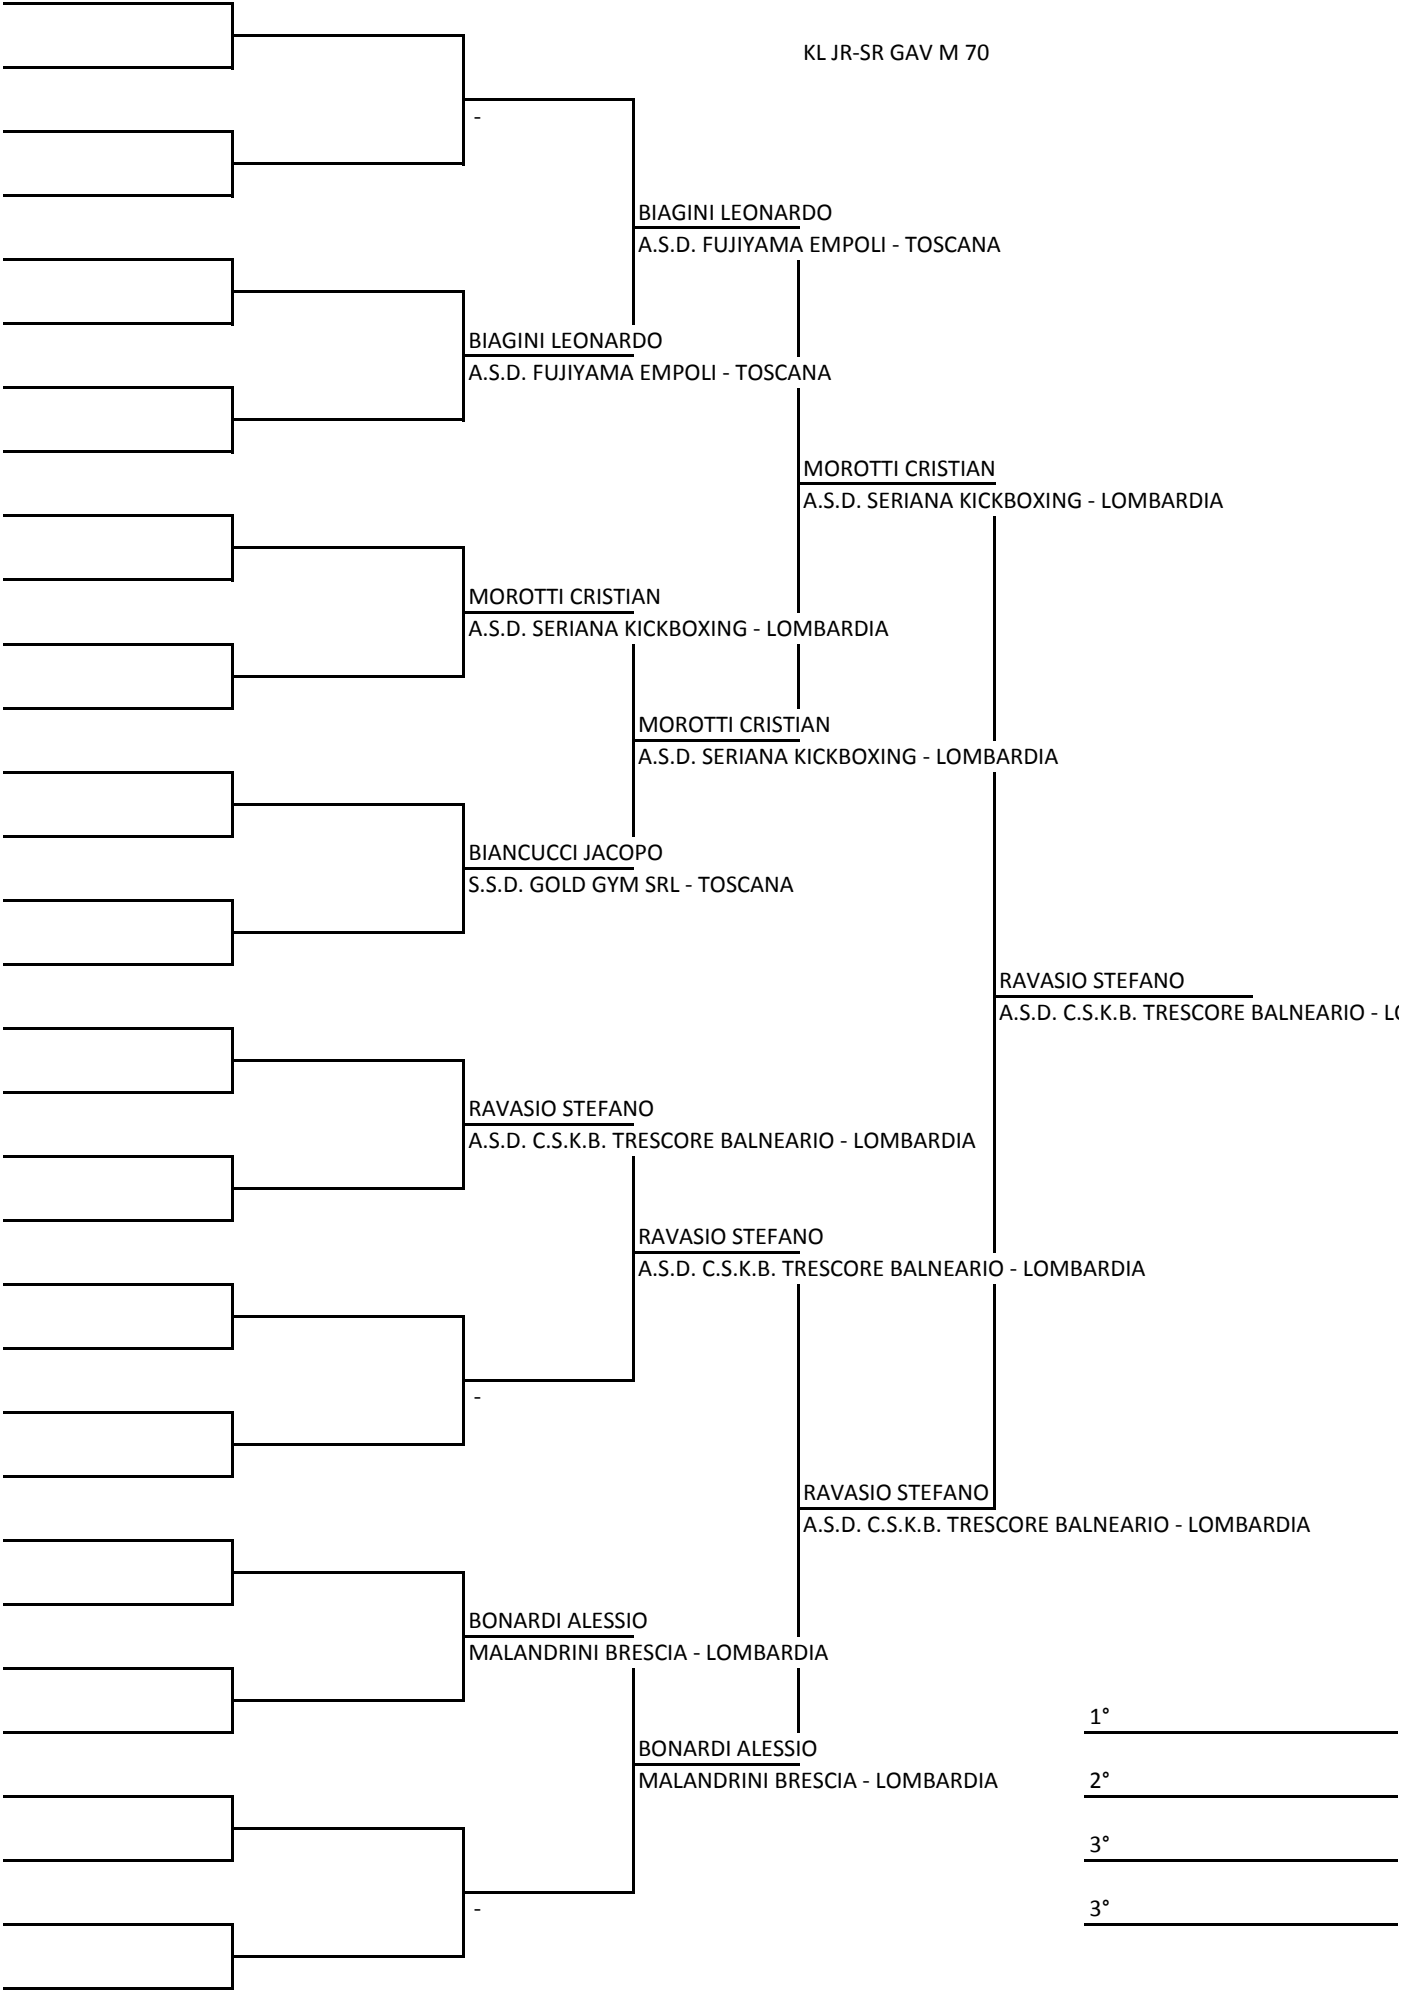 KL JR-SR GAV M 70
-
BIAGINI LEONARDO
A.S.D. FUJIYAMA EMPOLI - TOSCANA
BIAGINI LEONARDO
A.S.D. FUJIYAMA EMPOLI - TOSCANA
MOROTTI CRISTIAN
A.S.D. SERIANA KICKBOXING - LOMBARDIA
MOROTTI CRISTIAN
A.S.D. SERIANA KICKBOXING - LOMBARDIA
MOROTTI CRISTIAN
A.S.D. SERIANA KICKBOXING - LOMBARDIA
BIANCUCCI JACOPO
S.S.D. GOLD GYM SRL - TOSCANA
RAVASIO STEFANO
A.S.D. C.S.K.B. TRESCORE BALNEARIO - L
RAVASIO STEFANO
A.S.D. C.S.K.B. TRESCORE BALNEARIO - LOMBARDIA
RAVASIO STEFANO
A.S.D. C.S.K.B. TRESCORE BALNEARIO - LOMBARDIA
-
RAVASIO STEFANO
A.S.D. C.S.K.B. TRESCORE BALNEARIO - LOMBARDIA
BONARDI ALESSIO
MALANDRINI BRESCIA - LOMBARDIA
1°
BONARDI ALESSIO
MALANDRINI BRESCIA - LOMBARDIA
2°
3°
3°
-